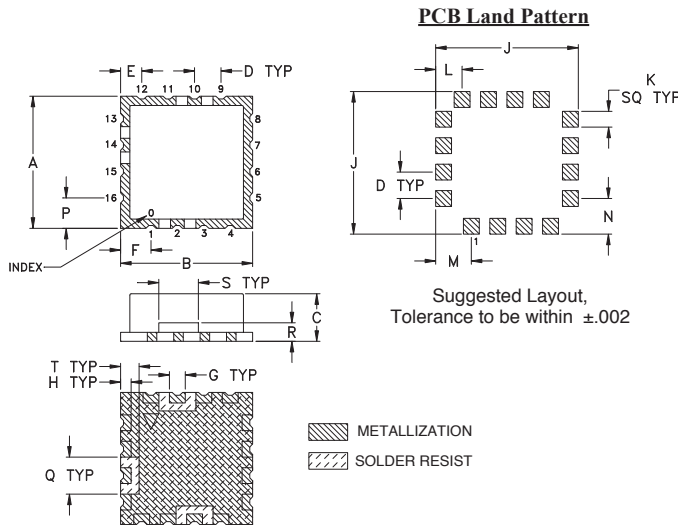 PCB Land Pattern
E
D TYP
12
11
10
9
13
14
15
16
8
7
6
5
A
P
0
1
2
3
4
F
B
INDEX
J
L
K
SQ TYP
J
D TYP
N
M
1
Suggested Layout,
Tolerance to be within ±.002
S TYP
C
R
T TYP
H TYP
G TYP
Q TYP
METALLIZATION
SOLDER RESIST